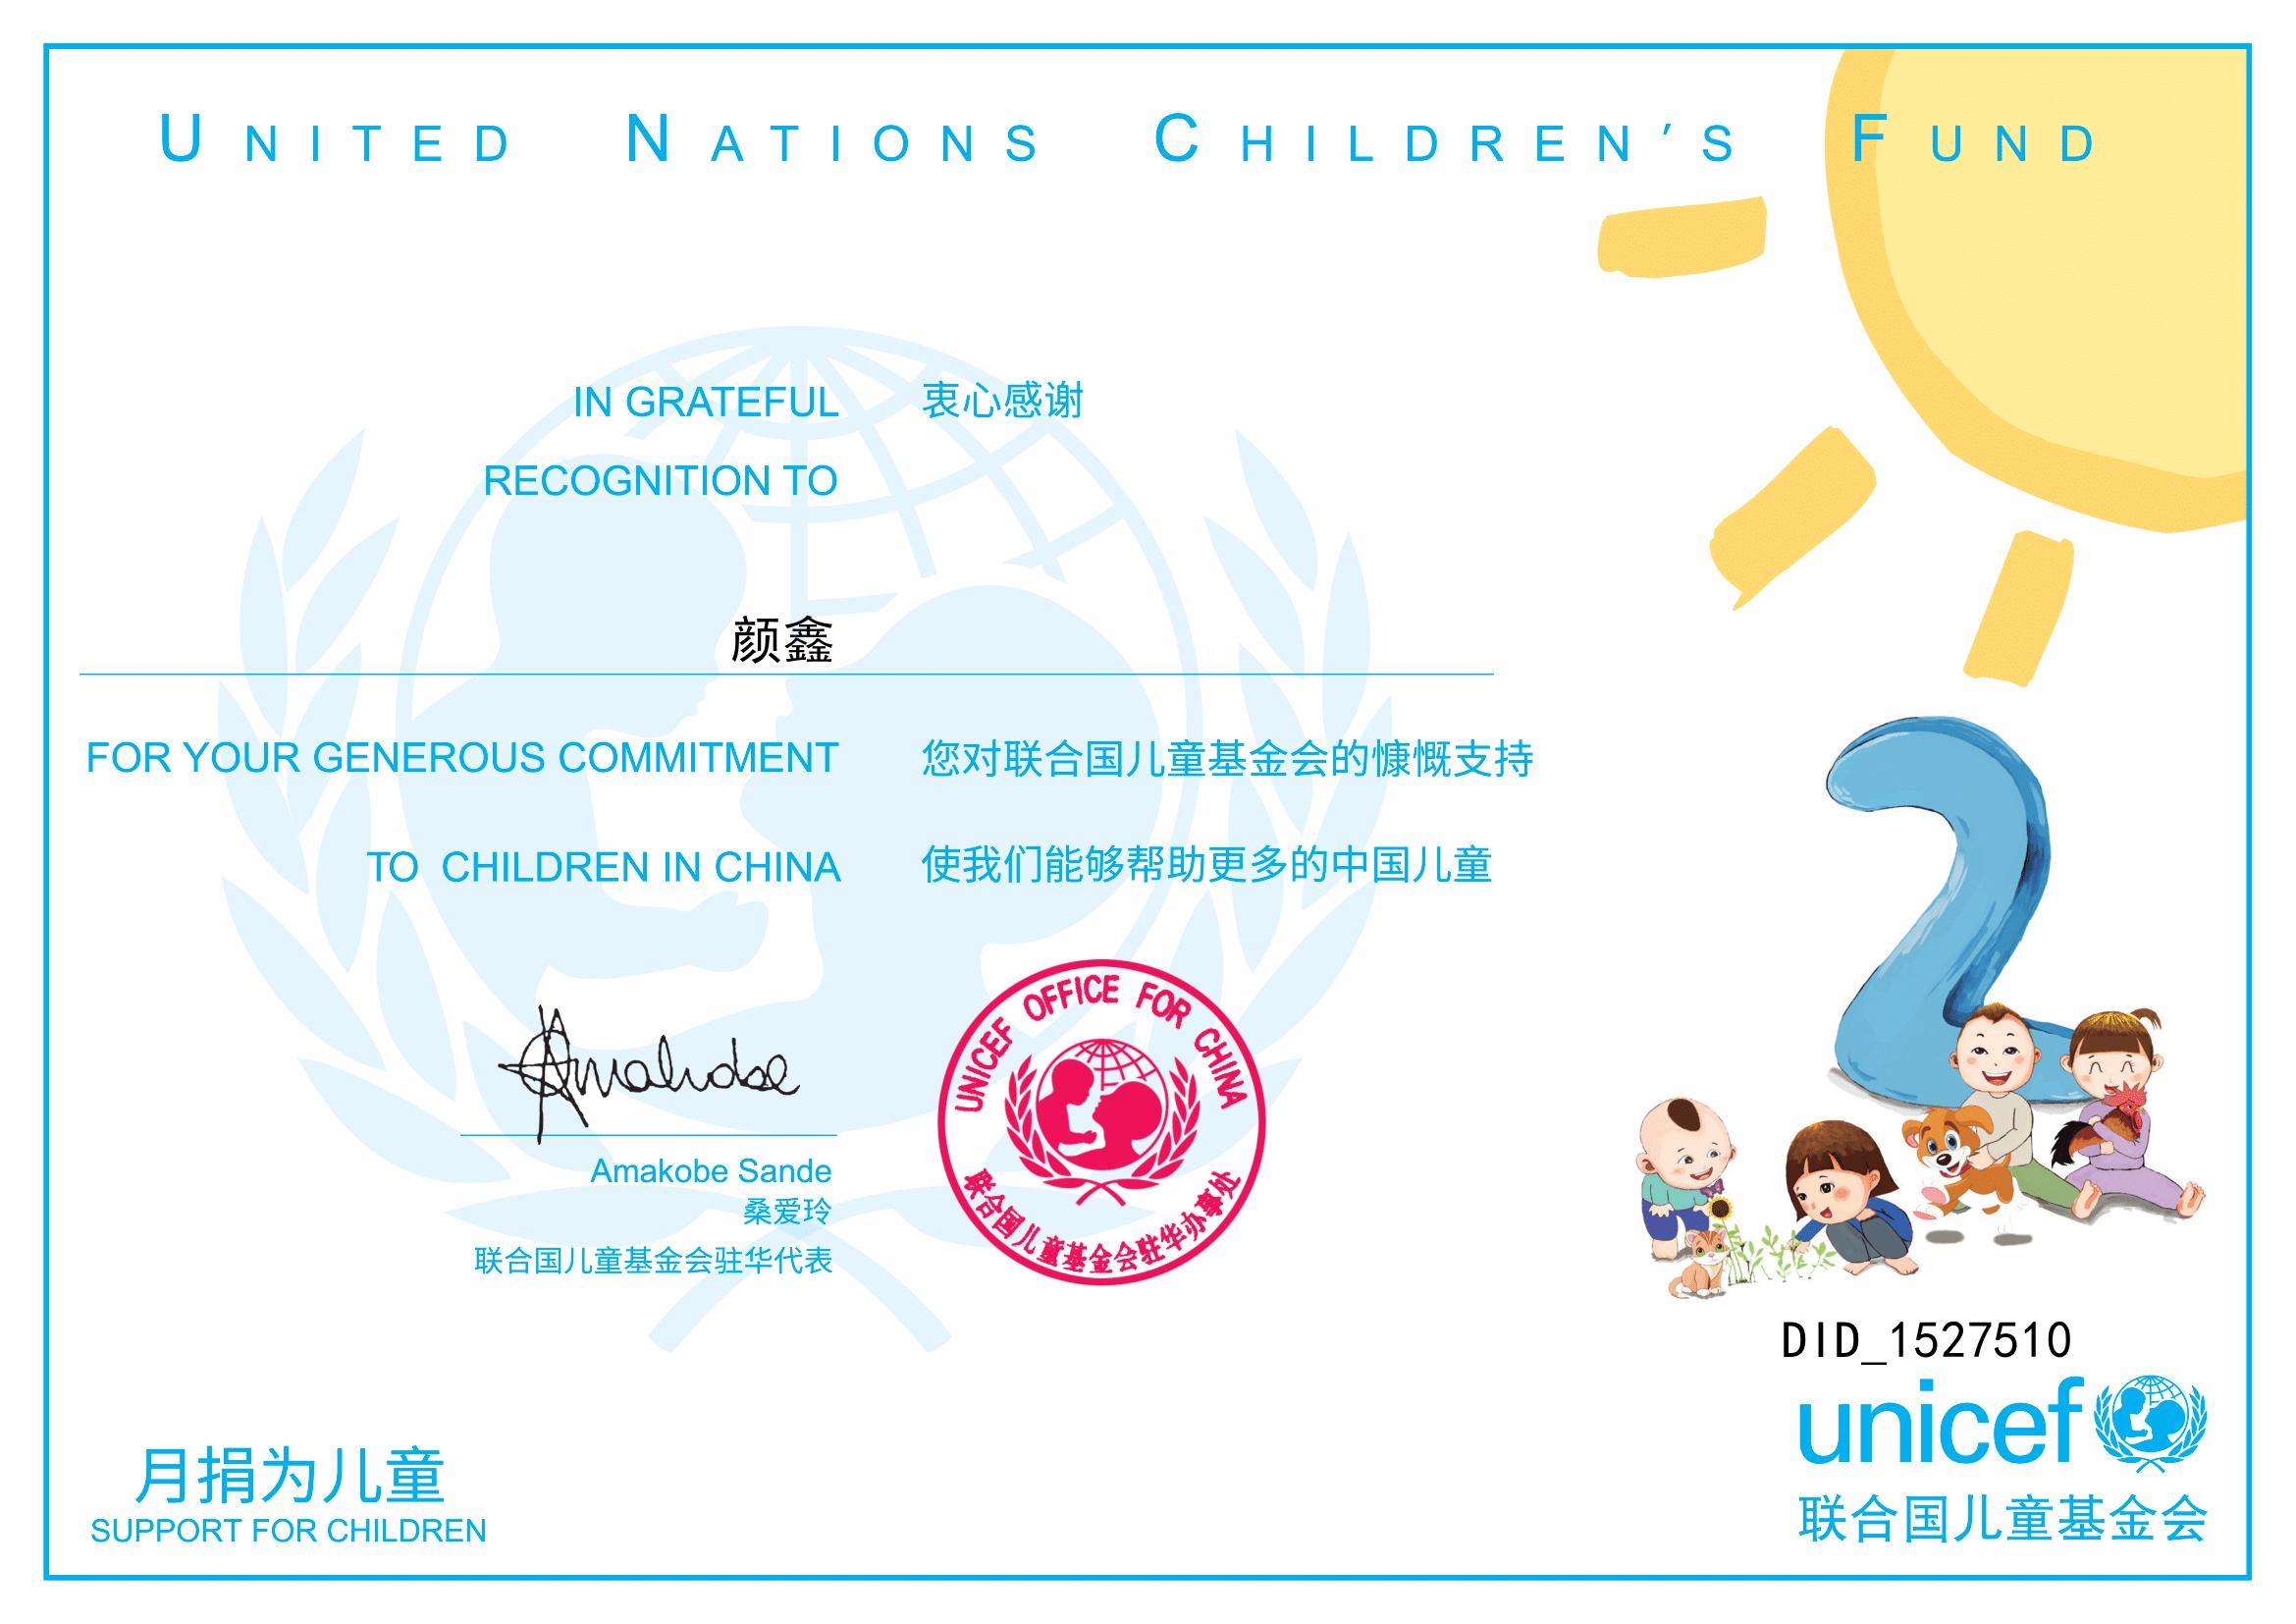 UNITED NATIONS CHILDREN'S FUND
IN GRATEFUL 衷心感谢
RECOGNITION TO
颜鑫
FOR YOUR GENEROUS COMMITMENT 您对联合国儿童基金会的慷慨支持
TO CHILDREN IN CHINA 使我们能够帮助更多的中国儿童
Amakobe
Amakobe Sande
桑爱玲
联合国儿童基金会驻华代表
UNICEF OFFICE FOR CHINA
联合国儿童基金会驻华办事处
2
DID_1527510
unicef
联合国儿童基金会
月捐为儿童
SUPPORT FOR CHILDREN